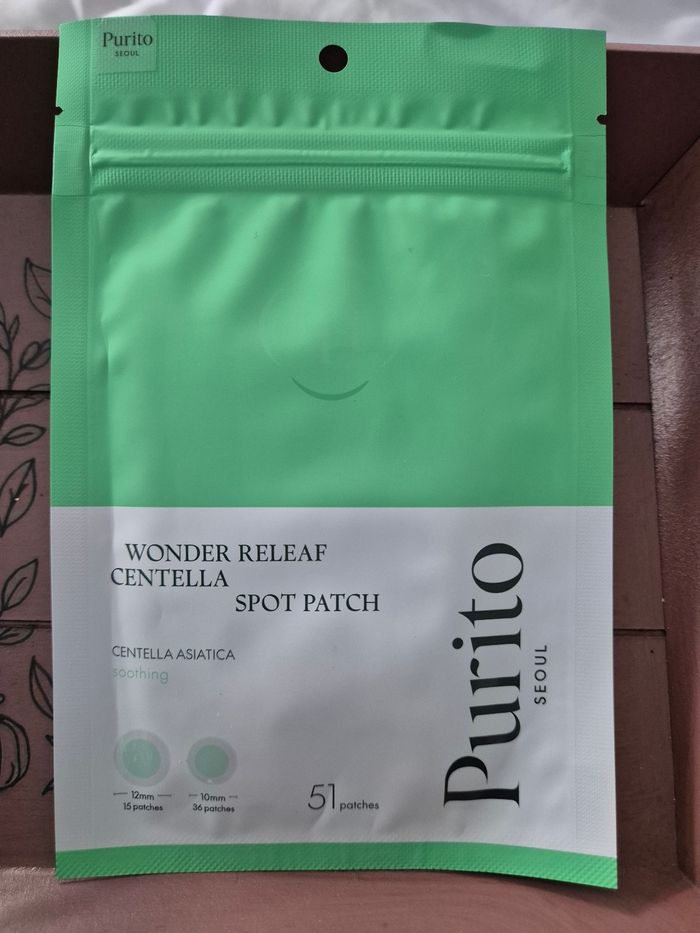 Purito
SEOUL
WONDER RELEAF
CENTELLA
SPOT PATCH
CENTELLA ASIATICA
soothing
12mm
15 patches
10mm
36 patches
51 patches
Purito
SEOUL